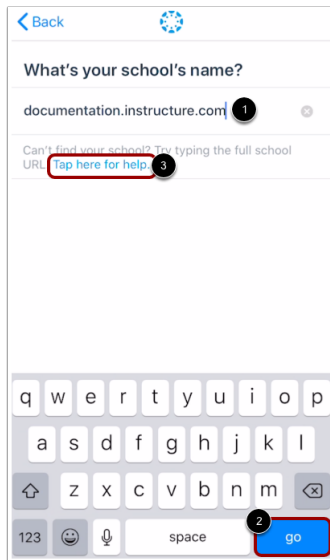 Back
What's your school's name?
documentation.instructure.com 1
Can't find your school? Try typing the full school
URL. Tap here for help. 3
q w e r t y u i o p
a s d f g h j k l
z x c v b n m
2
123 space go